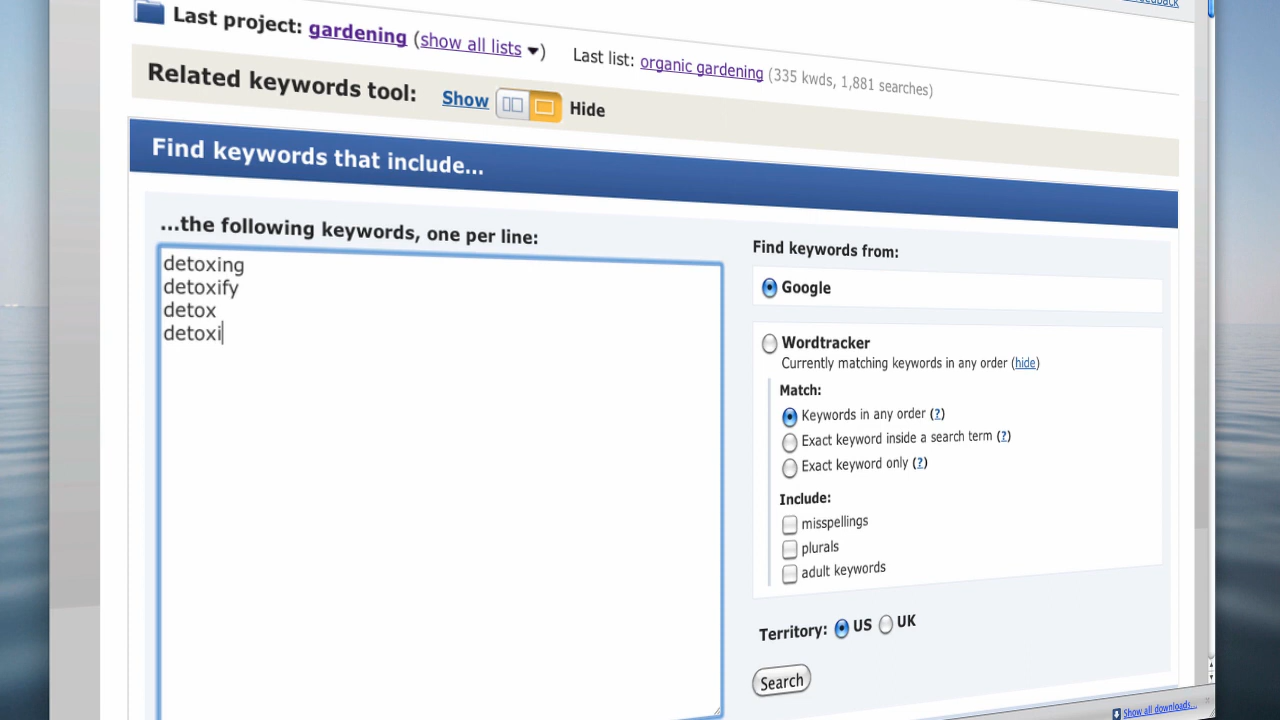 Last project: gardening (show all lists ▼) Last list: organic gardening (335 kwds, 1,881 searches)
Related keywords tool: Show Hide
Find keywords that include...
...the following keywords, one per line:
detoxing
detoxify
detox
detoxi
Find keywords from:
Google
Wordtracker
Currently matching keywords in any order (hide)
Match:
Keywords in any order (?)
Exact keyword inside a search term (?)
Exact keyword only (?)
Include:
misspellings
plurals
adult keywords
Territory: US UK
Search
Show all downloads...